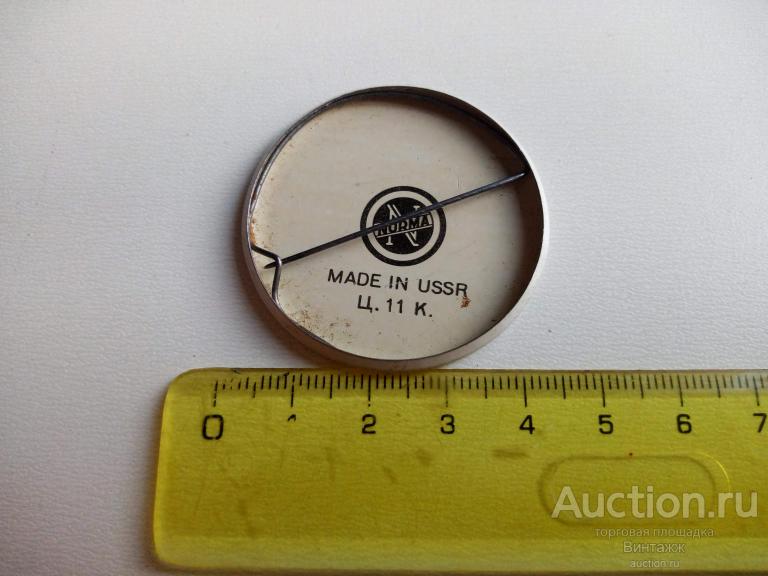 N
NORMA
MADE IN USSR
Ц. 11 К.
0 1 2 3 4 5 6 7
Auction.ru
торговая площадка
Винтажж
auction.ru